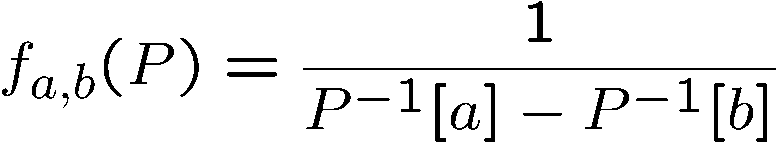 f_{a,b}(P) = \frac{1}{P^{-1}[a] - P^{-1}[b]}